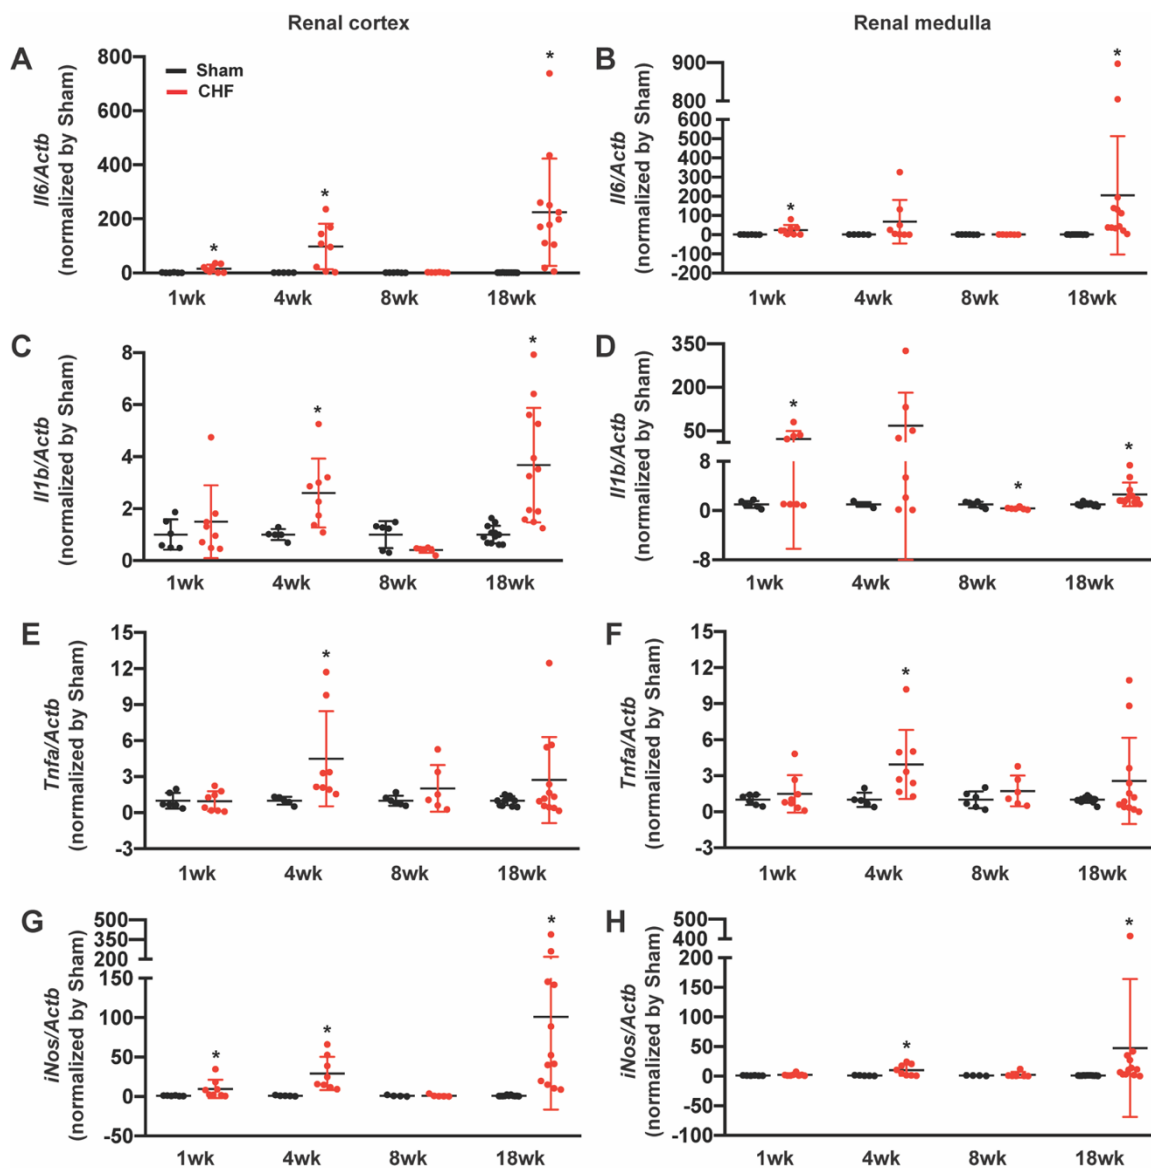 Renal cortex
Renal medulla
A
Il6/Actb
(normalized by Sham)
800
600
400
200
0
Sham
CHF
*
*
*
1wk
4wk
8wk
18wk
B
Il6/Actb
(normalized by Sham)
900
800
600
500
400
300
200
100
0
-100
-200
*
*
1wk
4wk
8wk
18wk
C
Il1b/Actb
(normalized by Sham)
8
6
4
2
0
*
*
1wk
4wk
8wk
18wk
D
Il1b/Actb
(normalized by Sham)
350
200
50
8
0
-8
*
*
*
1wk
4wk
8wk
18wk
E
Tnfa/Actb
(normalized by Sham)
15
12
9
6
3
0
-3
*
1wk
4wk
8wk
18wk
F
Tnfa/Actb
(normalized by Sham)
15
12
9
6
3
0
-3
*
1wk
4wk
8wk
18wk
G
iNos/Actb
(normalized by Sham)
500
350
200
150
100
50
0
-50
*
*
*
1wk
4wk
8wk
18wk
H
iNos/Actb
(normalized by Sham)
500
400
200
150
100
50
0
-50
-100
*
*
1wk
4wk
8wk
18wk